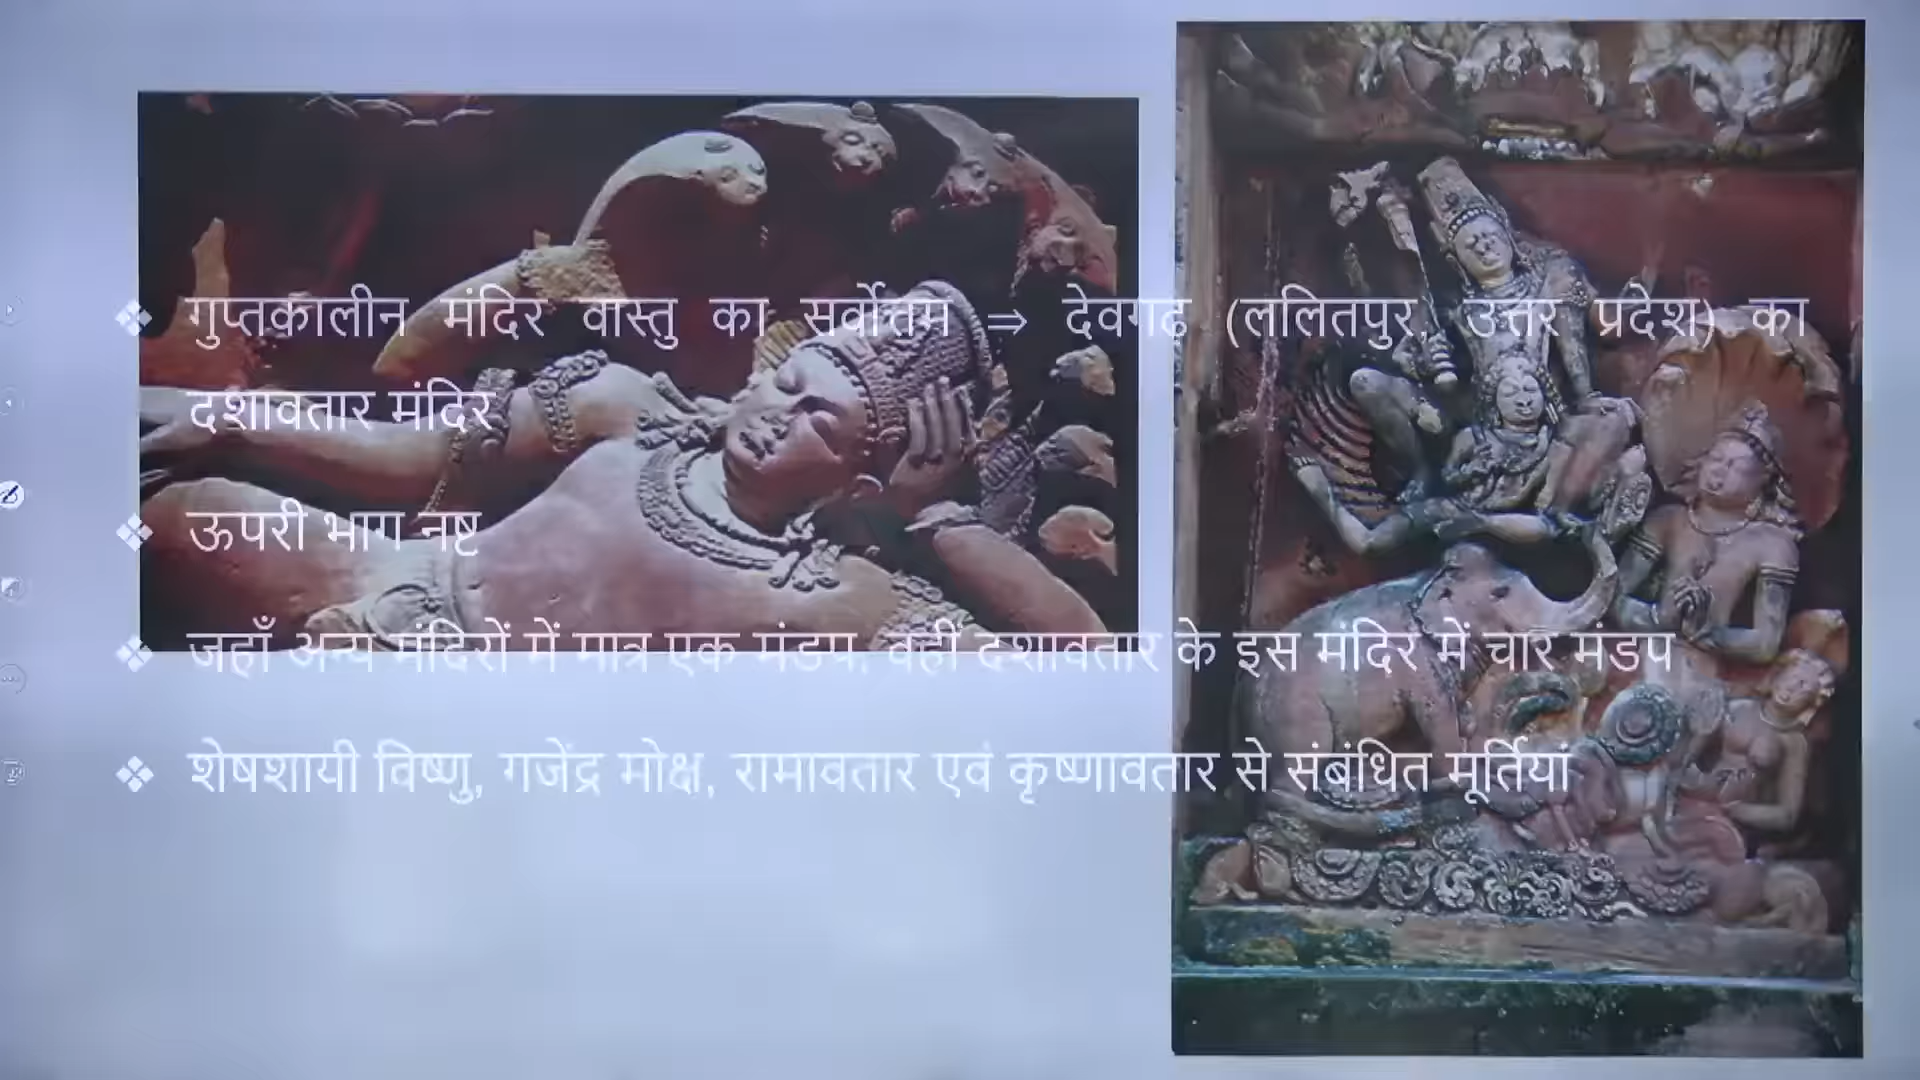 ❖ गुप्तकालीन मंदिर वास्तु का सर्वोत्तम ⇒ देवगढ़ (ललितपुर, उत्तर प्रदेश) का
दशावतार मंदिर
❖ ऊपरी भाग नष्ट
❖ जहाँ अन्य मंदिरों में मात्र एक मंडप, वहीं दशावतार के इस मंदिर में चार मंडप
❖ शेषशायी विष्णु, गजेंद्र मोक्ष, रामावतार एवं कृष्णावतार से संबंधित मूर्तियां